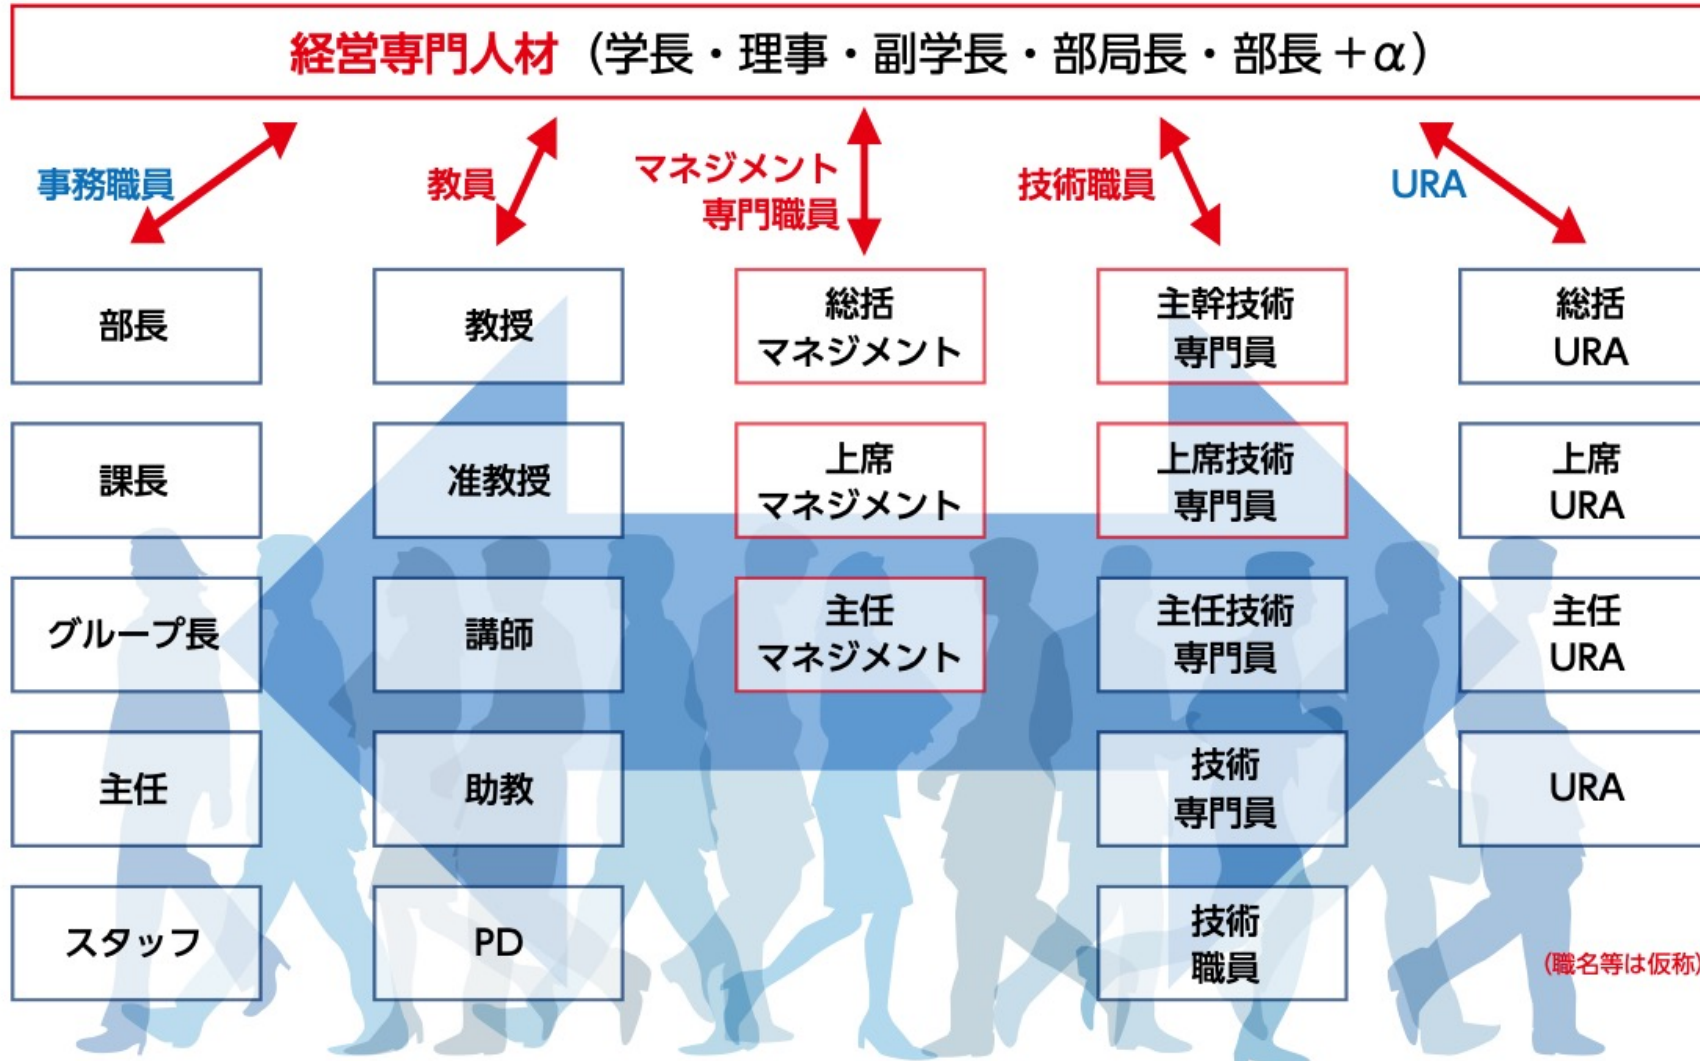 経営専門人材（学長・理事・副学長・部局長・部長＋α）
事務職員
教員
マネジメント
専門職員
技術職員
URA
部長
教授
総括
マネジメント
主幹技術
専門員
総括
URA
課長
准教授
上席
マネジメント
上席技術
専門員
上席
URA
グループ長
講師
主任
マネジメント
主任技術
専門員
主任
URA
主任
助教
技術
専門員
URA
スタッフ
PD
技術
職員
（職名等は仮称）